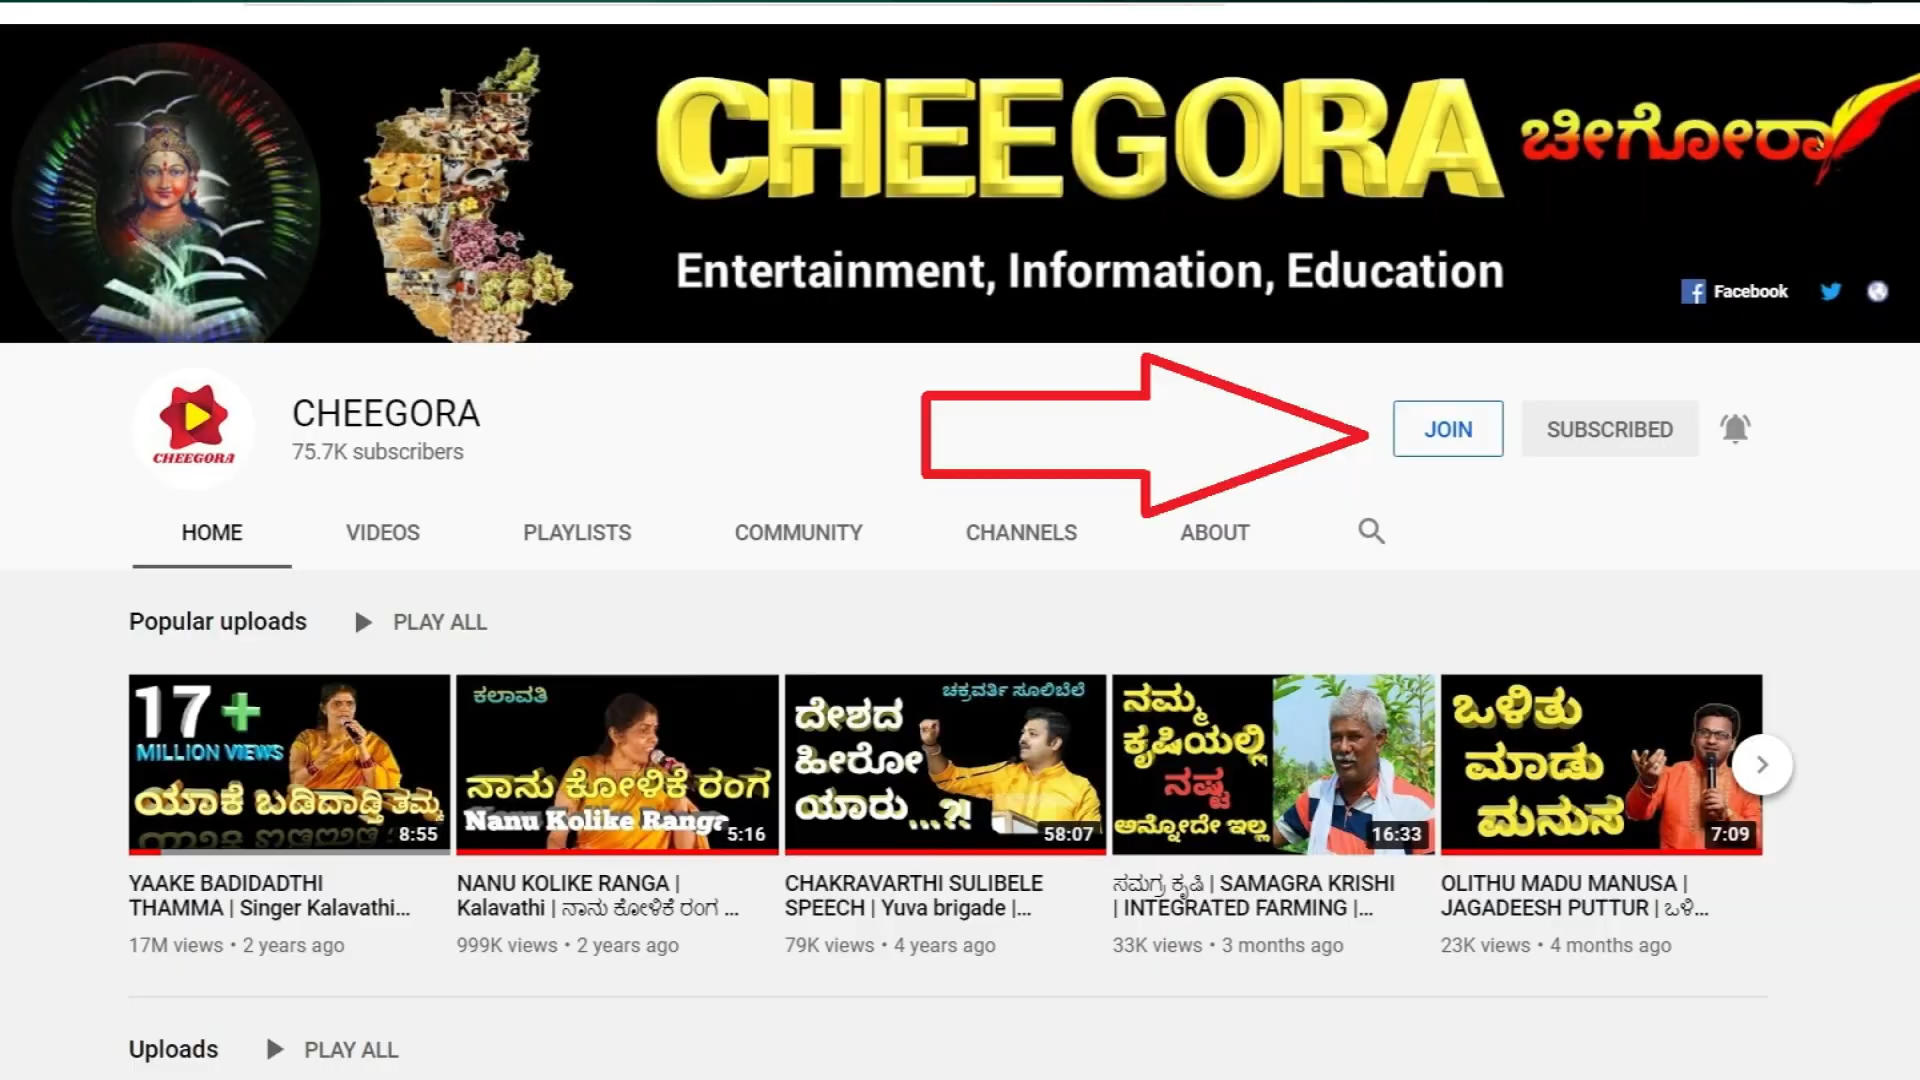 CHEEGORA
ಚೀಗೋರಾ
Entertainment, Information, Education
Facebook
CHEEGORA
CHEEGORA
75.7K subscribers
JOIN
SUBSCRIBED
HOME
VIDEOS
PLAYLISTS
COMMUNITY
CHANNELS
ABOUT
Popular uploads
PLAY ALL
17+
MILLION VIEWS
ಯಾಕೆ ಬಡಿದಾಡ್ತಿ ತಮ್ಮ
8:55
ಕಲಾವತಿ
ನಾನು ಕೋಳಿಕೆ ರಂಗ
Nanu Kolike Ranga
5:16
ಚಕ್ರವರ್ತಿ ಸೂಲಿಬೆಲೆ
ದೇಶದ
ಹೀರೋ
ಯಾರು...?!
58:07
ನಮ್ಮ
ಕೃಷಿಯಲ್ಲಿ
ನಷ್ಟ
ಅನ್ನೋದೇ ಇಲ್ಲ
16:33
ಒಳಿತು
ಮಾಡು
ಮನುಸ
7:09
YAAKE BADIDADTHI
THAMMA | Singer Kalavathi...
17M views • 2 years ago
NANU KOLIKE RANGA |
Kalavathi | ನಾನು ಕೋಳಿಕೆ ರಂಗ ...
999K views • 2 years ago
CHAKRAVARTHI SULIBELE
SPEECH | Yuva brigade |...
79K views • 4 years ago
ಸಮಗ್ರ ಕೃಷಿ | SAMAGRA KRISHI
| INTEGRATED FARMING |...
33K views • 3 months ago
OLITHU MADU MANUSA |
JAGADEESH PUTTUR | ಒಳಿ...
23K views • 4 months ago
Uploads
PLAY ALL